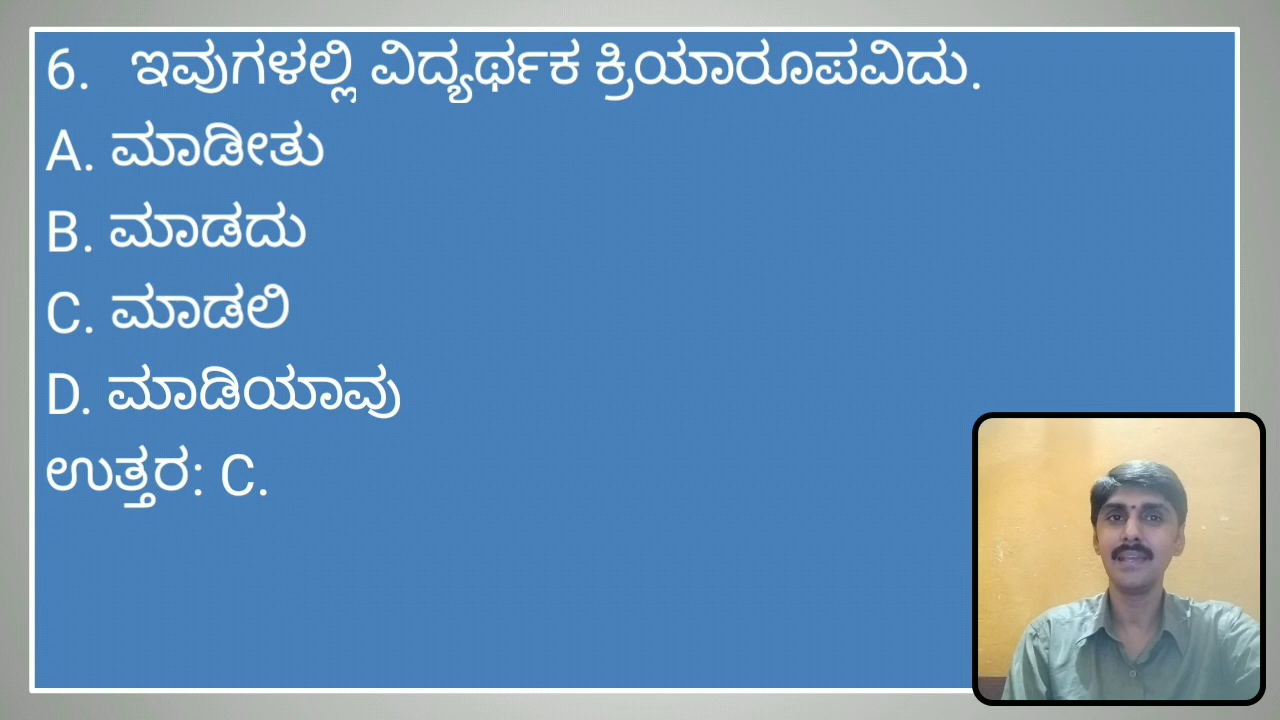 6. ಇವುಗಳಲ್ಲಿ ವಿದ್ಯರ್ಥಕ ಕ್ರಿಯಾರೂಪವಿದು.
A. ಮಾಡೀತು
B. ಮಾಡದು
C. ಮಾಡಲಿ
D. ಮಾಡಿಯಾವು
ಉತ್ತರ: C.